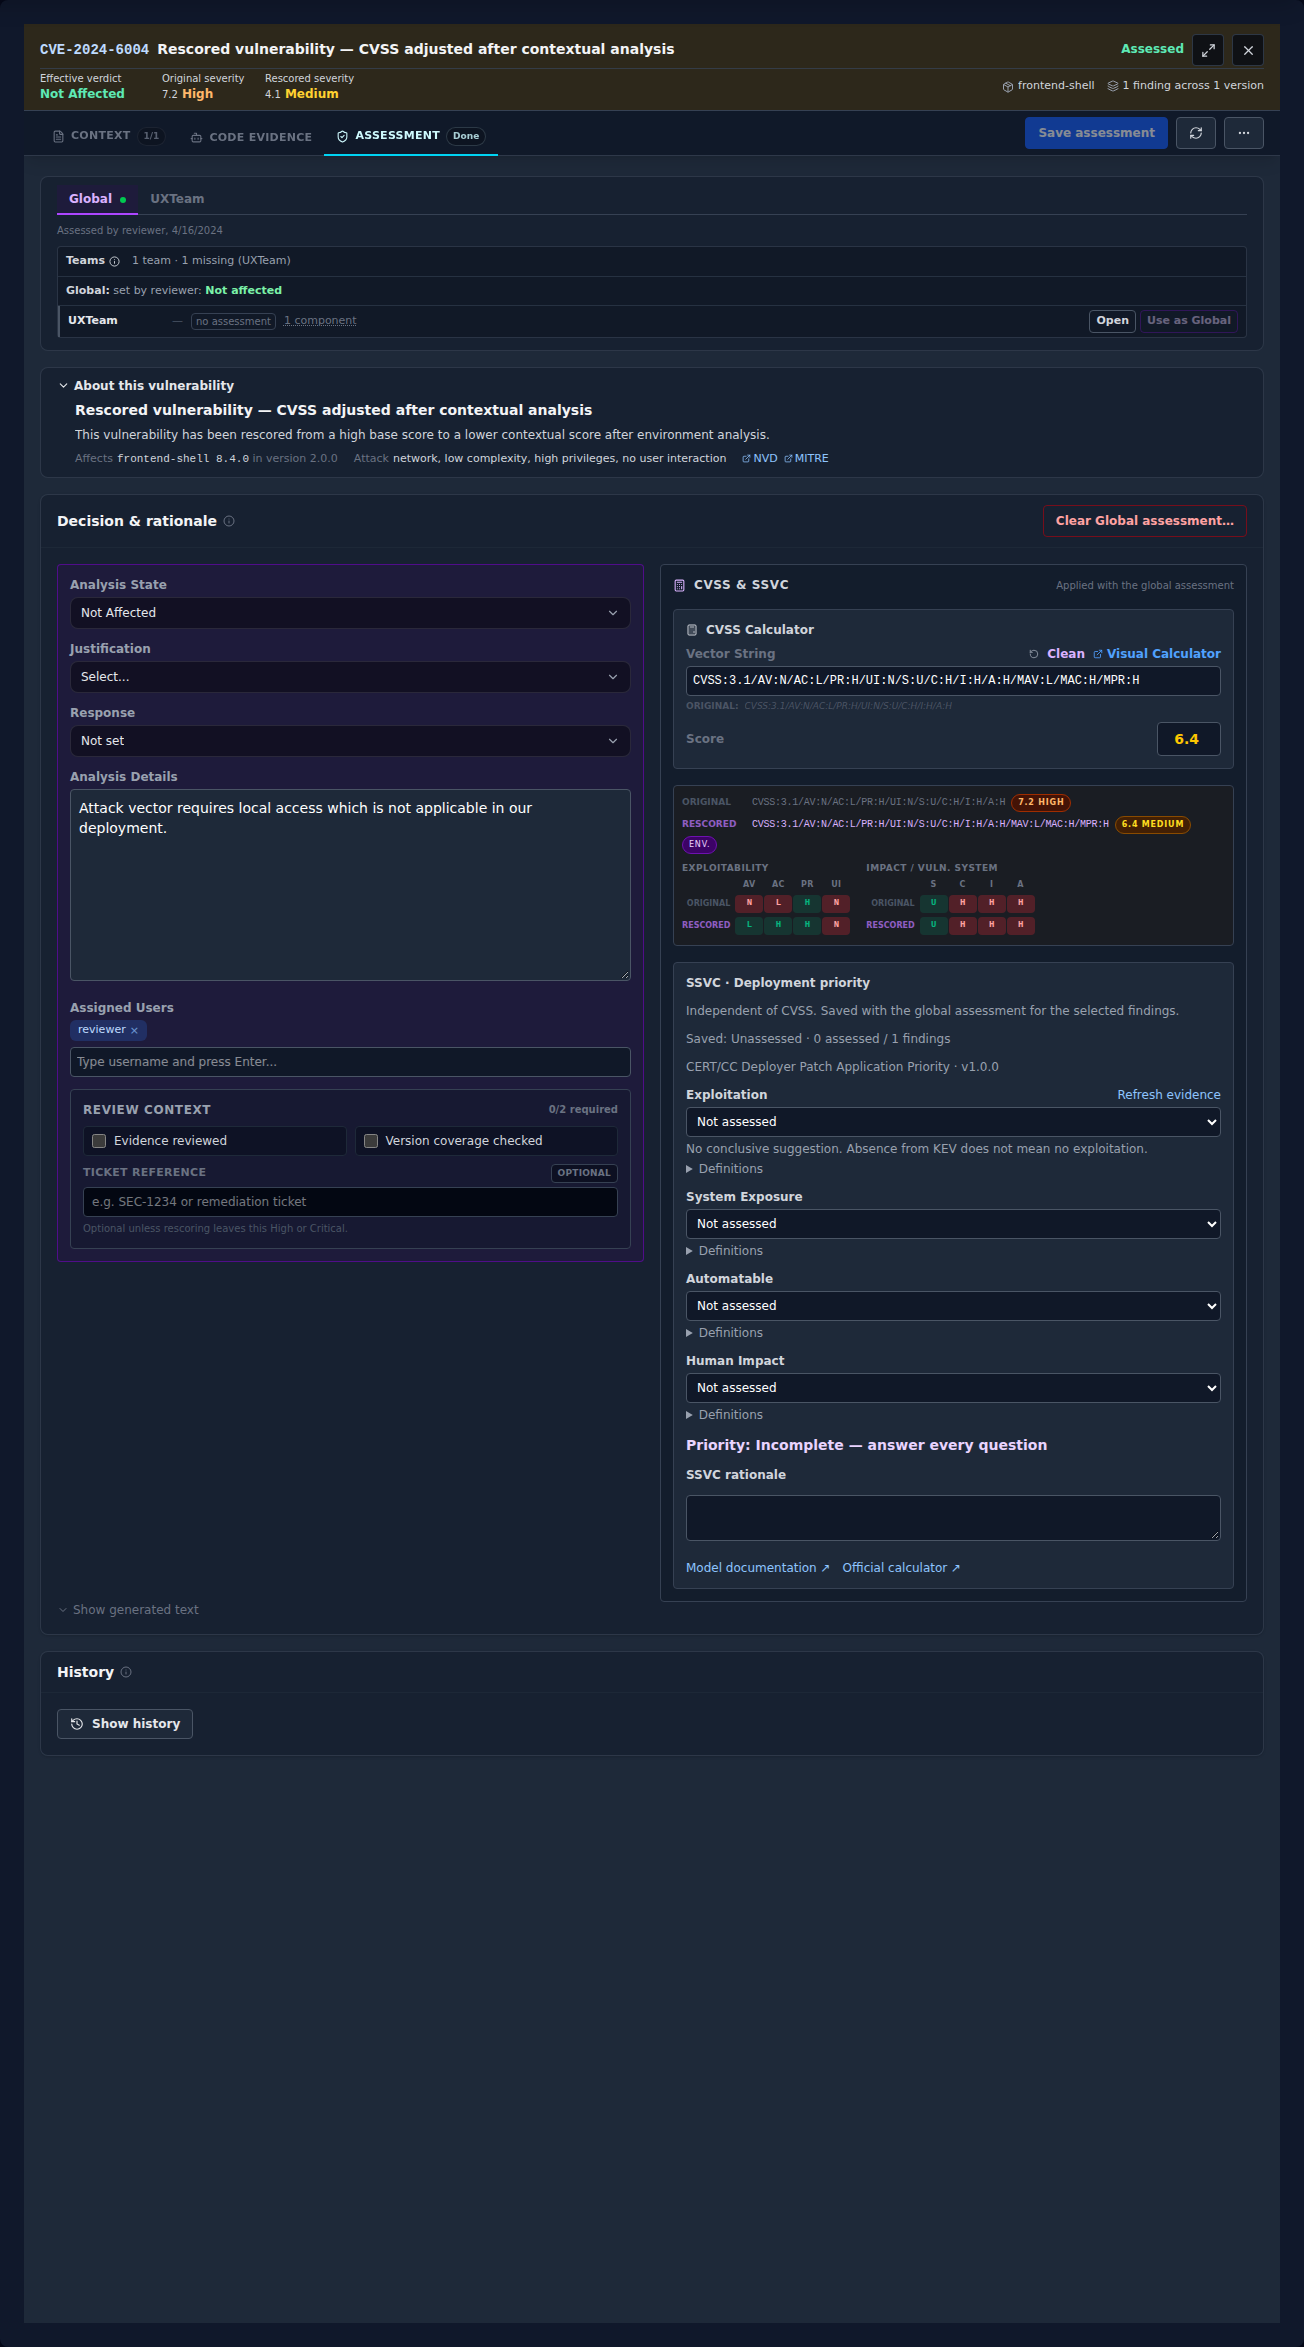 CVE-2024-6004 Rescored vulnerability — CVSS adjusted after contextual analysis
Assessed
Effective verdict
Not Affected
Original severity
7.2 High
Rescored severity
4.1 Medium
frontend-shell
1 finding across 1 version
CONTEXT 1/1
CODE EVIDENCE
ASSESSMENT Done
Save assessment
Global
UXTeam
Assessed by reviewer, 4/16/2024
Teams 1 team · 1 missing (UXTeam)
Global: set by reviewer: Not affected
UXTeam — no assessment 1 component
Open
Use as Global
About this vulnerability
Rescored vulnerability — CVSS adjusted after contextual analysis
This vulnerability has been rescored from a high base score to a lower contextual score after environment analysis.
Affects frontend-shell 8.4.0 in version 2.0.0 Attack network, low complexity, high privileges, no user interaction NVD MITRE
Decision & rationale
Clear Global assessment...
Analysis State
Not Affected
Justification
Select...
Response
Not set
Analysis Details
Attack vector requires local access which is not applicable in our
deployment.
Assigned Users
reviewer ×
Type username and press Enter...
REVIEW CONTEXT
0/2 required
Evidence reviewed
Version coverage checked
TICKET REFERENCE
OPTIONAL
e.g. SEC-1234 or remediation ticket
Optional unless rescoring leaves this High or Critical.
CVSS & SSVC
Applied with the global assessment
CVSS Calculator
Vector String
Clean
Visual Calculator
CVSS:3.1/AV:N/AC:L/PR:H/UI:N/S:U/C:H/I:H/A:H/MAV:L/MAC:H/MPR:H
ORIGINAL: CVSS:3.1/AV:N/AC:L/PR:H/UI:N/S:U/C:H/I:H/A:H
Score
6.4
ORIGINAL CVSS:3.1/AV:N/AC:L/PR:H/UI:N/S:U/C:H/I:H/A:H 7.2 HIGH
RESCORED CVSS:3.1/AV:N/AC:L/PR:H/UI:N/S:U/C:H/I:H/A:H/MAV:L/MAC:H/MPR:H 6.4 MEDIUM
ENV.
EXPLOITABILITY
AV AC PR UI
ORIGINAL N L H N
RESCORED L H H N
IMPACT / VULN. SYSTEM
S C I A
ORIGINAL U H H H
RESCORED U H H H
SSVC · Deployment priority
Independent of CVSS. Saved with the global assessment for the selected findings.
Saved: Unassessed · 0 assessed / 1 findings
CERT/CC Deployer Patch Application Priority · v1.0.0
Exploitation
Refresh evidence
Not assessed
No conclusive suggestion. Absence from KEV does not mean no exploitation.
Definitions
System Exposure
Not assessed
Definitions
Automatable
Not assessed
Definitions
Human Impact
Not assessed
Definitions
Priority: Incomplete — answer every question
SSVC rationale
Model documentation ↗ Official calculator ↗
Show generated text
History
Show history